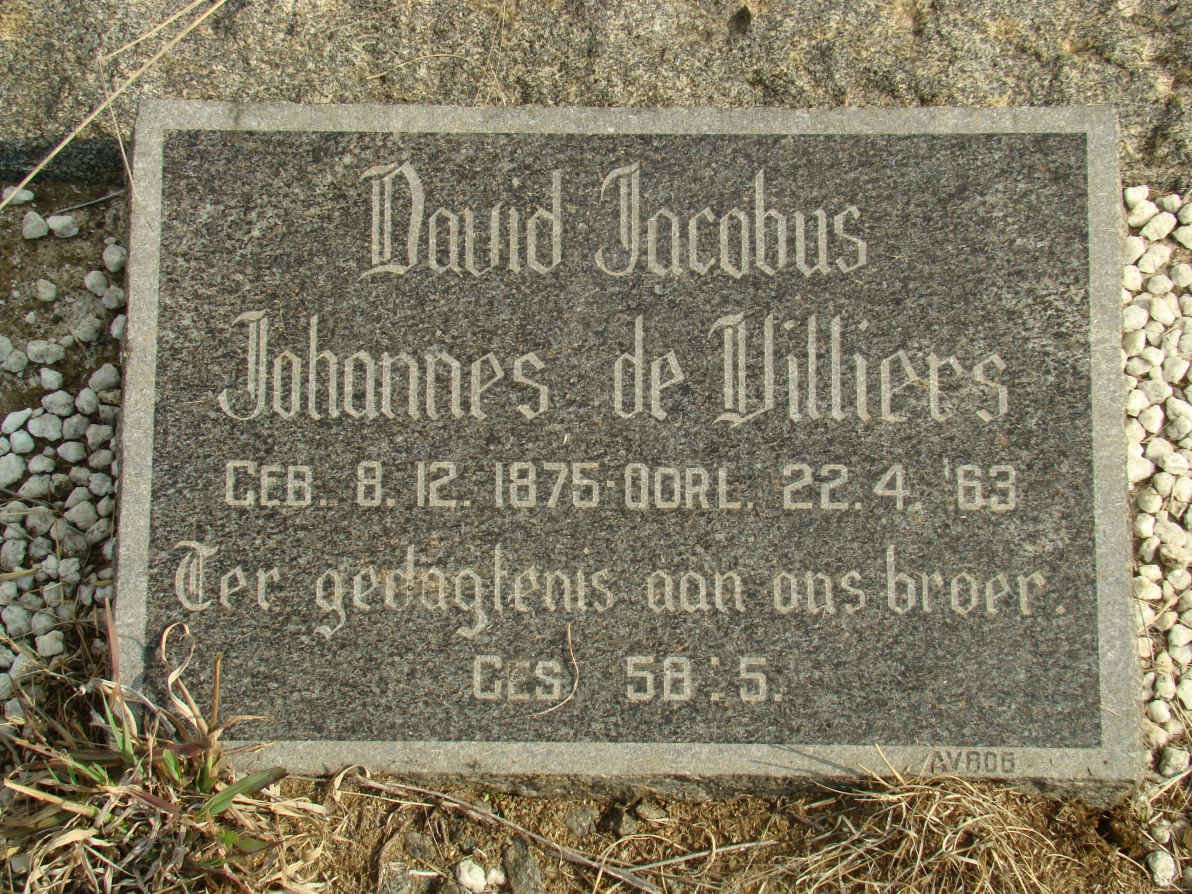 David Jacobus
Johannes de Villiers
GEB. 8. 12. 1875·OORL. 22. 4. '63
Ter gedagtenis aan ons broer.
GES. 58 : 5.
AVBOB